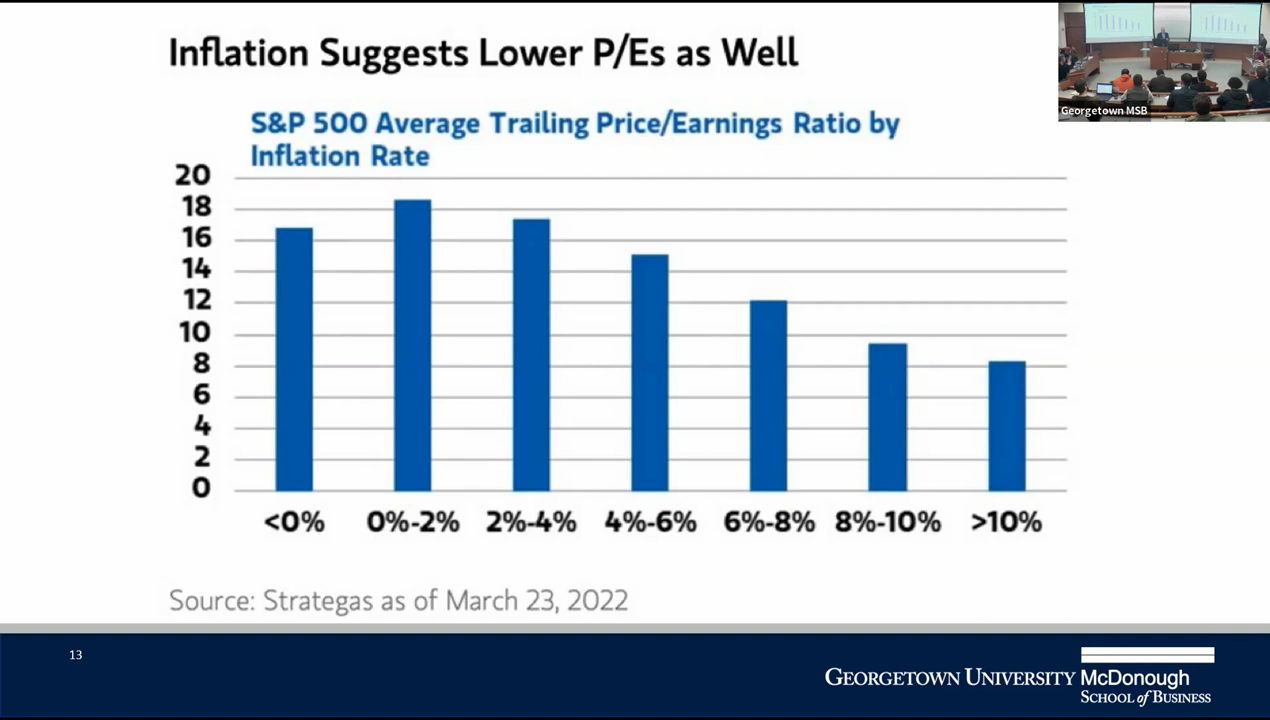 Inflation Suggests Lower P/Es as Well
Georgetown MSB
S&P 500 Average Trailing Price/Earnings Ratio by
Inflation Rate
20
18
16
14
12
10
8
6
4
2
0
<0% 0%-2% 2%-4% 4%-6% 6%-8% 8%-10% >10%
Source: Strategas as of March 23, 2022
13
GEORGETOWN UNIVERSITY McDonough
SCHOOL of BUSINESS